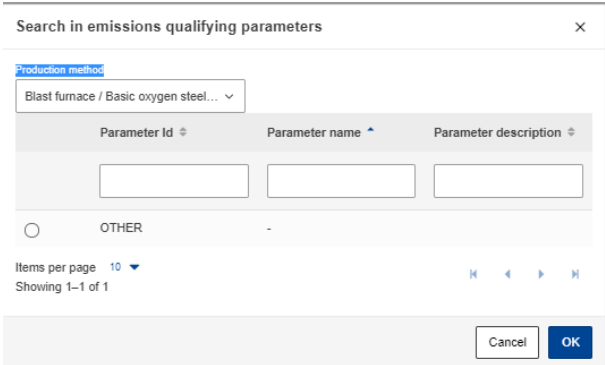 Search in emissions qualifying parameters
Production method
Blast furnace / Basic oxygen steel...
Parameter Id Parameter name Parameter description
OTHER -
Items per page 10
Showing 1–1 of 1
Cancel OK